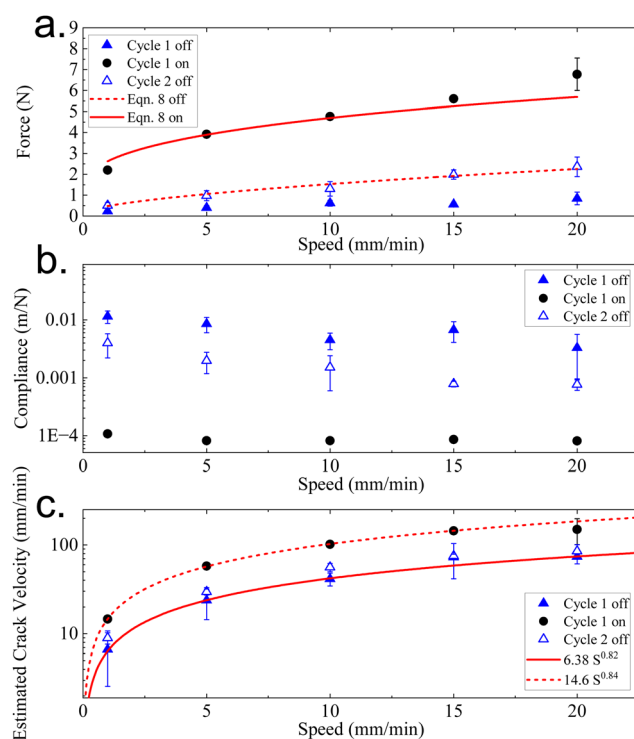 a.
9
8
7
6
5
4
3
2
1
0
Force (N)
Cycle 1 off
Cycle 1 on
Cycle 2 off
Eqn. 8 off
Eqn. 8 on
0 5 10 15 20
Speed (mm/min)
b.
0.01
0.001
1E−4
Compliance (m/N)
Cycle 1 off
Cycle 1 on
Cycle 2 off
0 5 10 15 20
Speed (mm/min)
c.
100
10
Estimated Crack Velocity (mm/min)
Cycle 1 off
Cycle 1 on
Cycle 2 off
6.38 S^0.82
14.6 S^0.84
0 5 10 15 20
Speed (mm/min)